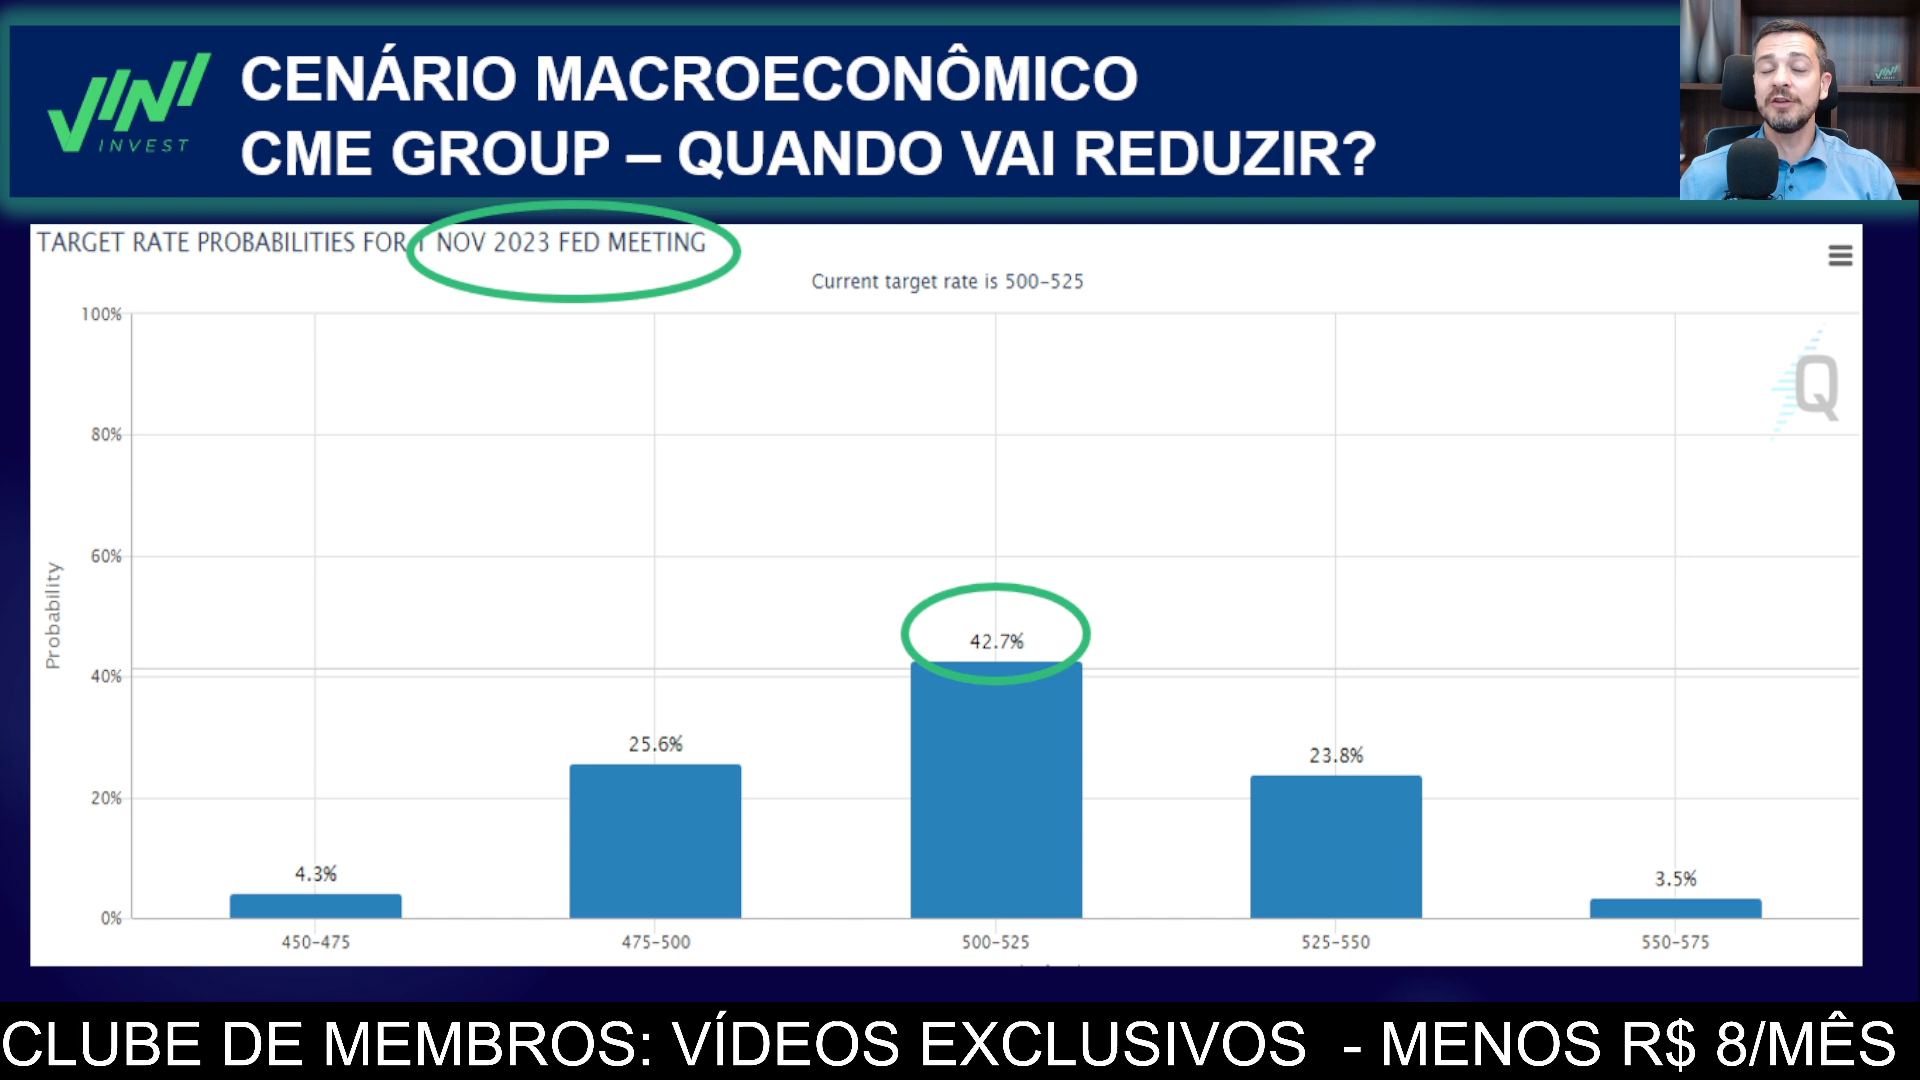 VINI
INVEST
CENÁRIO MACROECONÔMICO
CME GROUP – QUANDO VAI REDUZIR?
TARGET RATE PROBABILITIES FOR 1 NOV 2023 FED MEETING
Current target rate is 500-525
Q
Probability
100%
80%
60%
40%
20%
0%
4.3%
25.6%
42.7%
23.8%
3.5%
450-475
475-500
500-525
525-550
550-575
CLUBE DE MEMBROS: VÍDEOS EXCLUSIVOS - MENOS R$ 8/MÊS